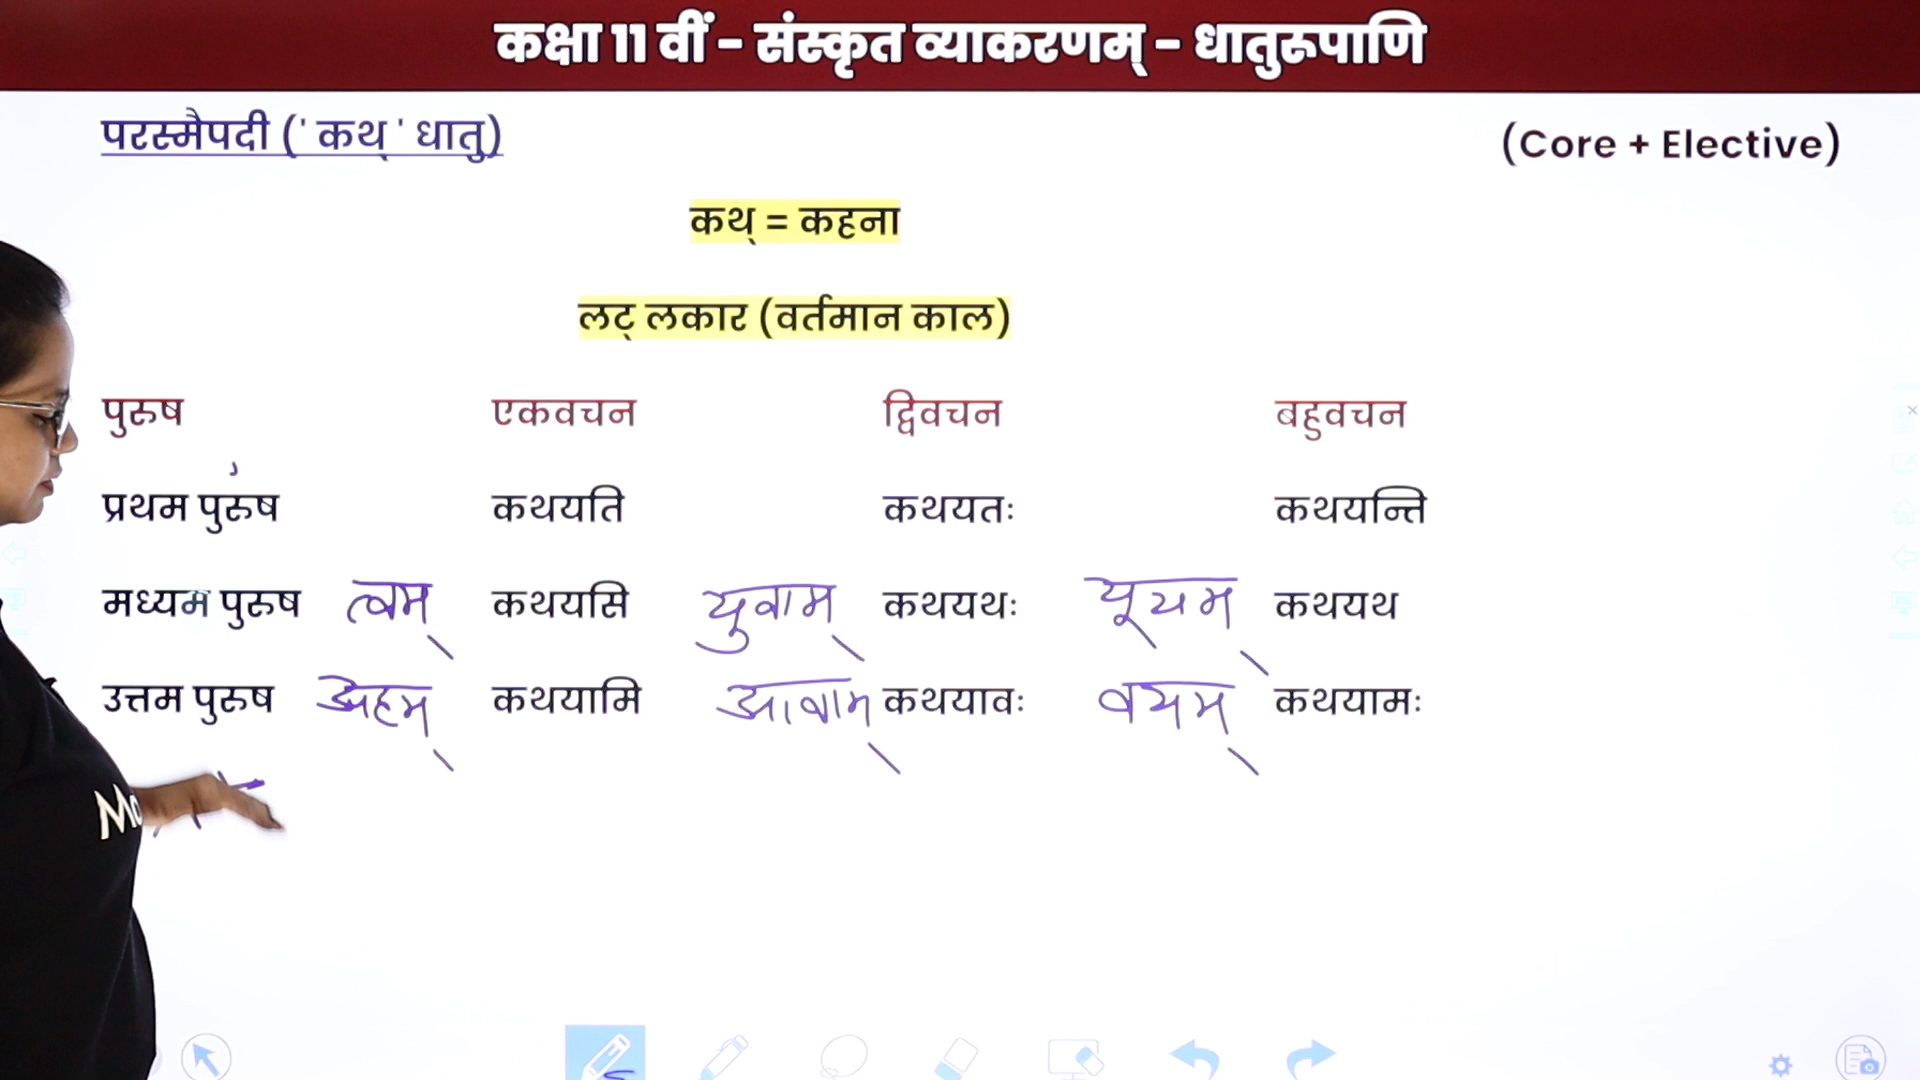 कक्षा 11 वीं - संस्कृत व्याकरणम् - धातुरूपाणि
परस्मैपदी ( ' कथ् ' धातु)
(Core + Elective)
कथ् = कहना
लट् लकार (वर्तमान काल)
पुरुष एकवचन द्विवचन बहुवचन
प्रथम पुरुष कथयति कथयतः कथयन्ति
मध्यम पुरुष त्वम् कथयसि युवाम् कथयथः यूयम् कथयथ
उत्तम पुरुष अहम् कथयामि आवाम् कथयावः वयम् कथयामः